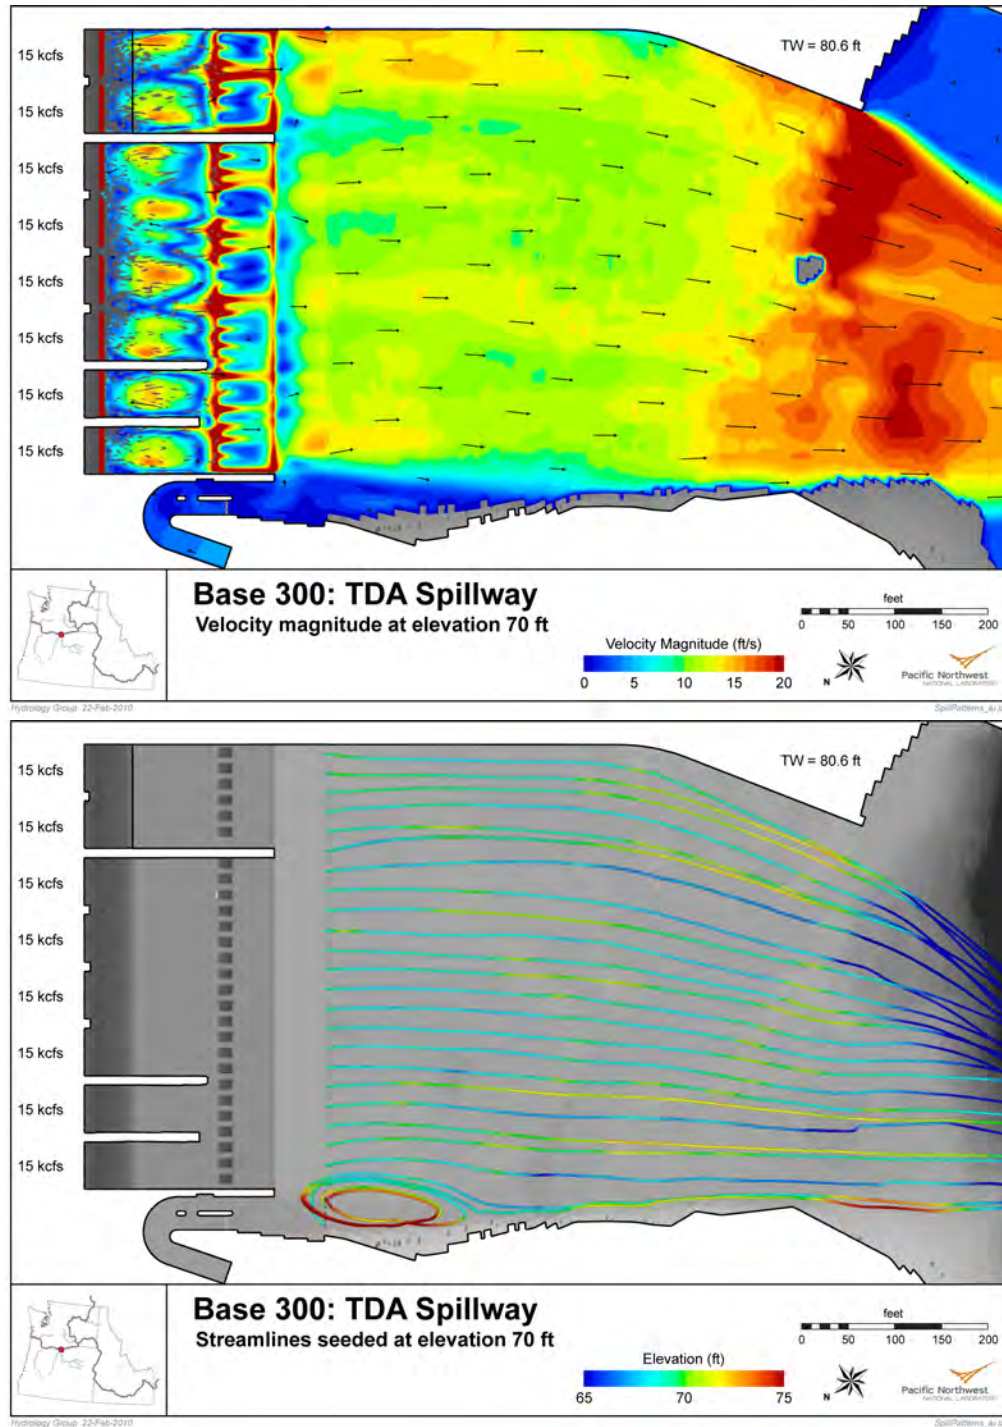 15 kcfs
TW = 80.6 ft
15 kcfs
15 kcfs
15 kcfs
15 kcfs
15 kcfs
15 kcfs
15 kcfs
Base 300: TDA Spillway
Velocity magnitude at elevation 70 ft
Velocity Magnitude (ft/s)
0 5 10 15 20
feet
0 50 100 150 200
N
Pacific Northwest
NATIONAL LABORATORY
Hydrology Group 22-Feb-2010
15 kcfs
TW = 80.6 ft
15 kcfs
15 kcfs
15 kcfs
15 kcfs
15 kcfs
15 kcfs
15 kcfs
Base 300: TDA Spillway
Streamlines seeded at elevation 70 ft
Elevation (ft)
65 70 75
feet
0 50 100 150 200
N
Pacific Northwest
NATIONAL LABORATORY
Hydrology Group 22-Feb-2010